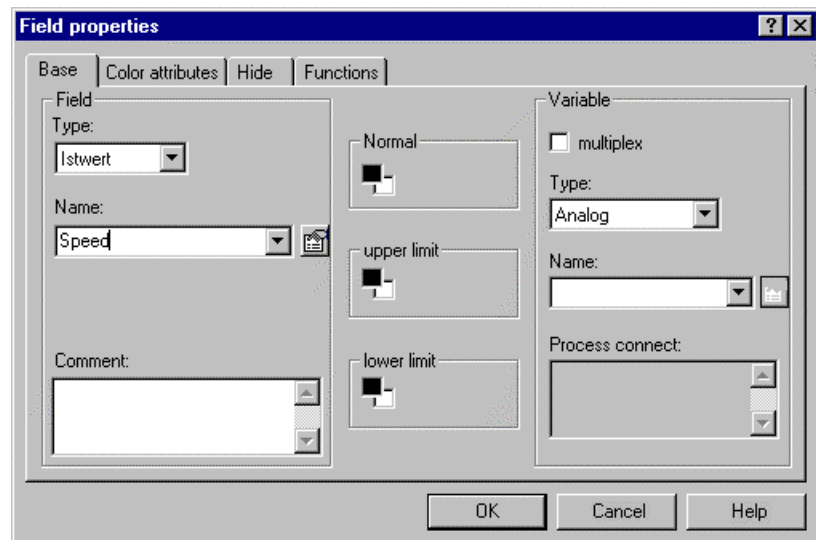 Field properties
Base Color attributes Hide Functions
Field
Type:
Istwert
Name:
Speed
Comment:
Normal
upper limit
lower limit
Variable
multiplex
Type:
Analog
Name:
Process connect:
OK Cancel Help